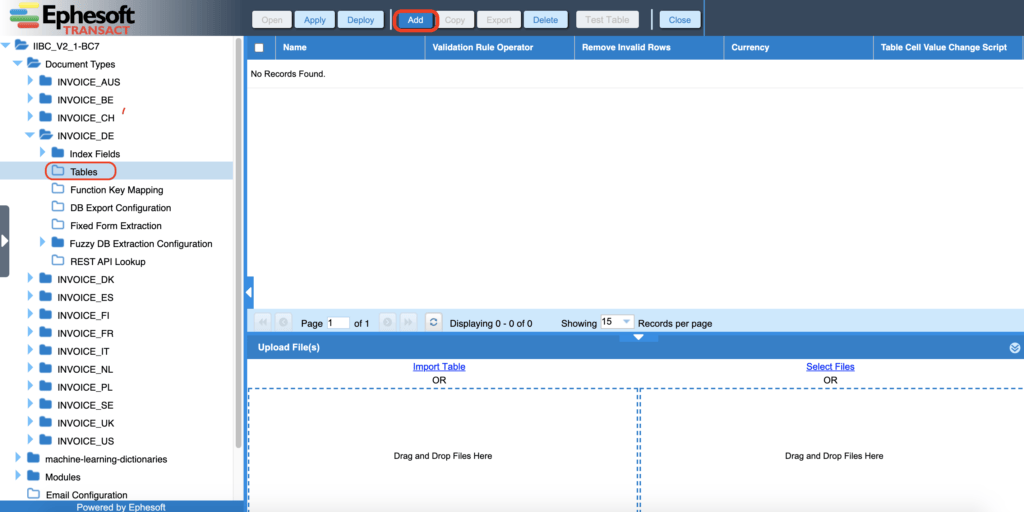 Ephesoft
TRANSACT
Open Apply Deploy Add Copy Export Delete Test Table Close
IIBC_V2_1-BC7
Document Types
INVOICE_AUS
INVOICE_BE
INVOICE_CH
INVOICE_DE
Index Fields
Tables
Function Key Mapping
DB Export Configuration
Fixed Form Extraction
Fuzzy DB Extraction Configuration
REST API Lookup
INVOICE_DK
INVOICE_ES
INVOICE_FI
INVOICE_FR
INVOICE_IT
INVOICE_NL
INVOICE_PL
INVOICE_SE
INVOICE_UK
INVOICE_US
machine-learning-dictionaries
Modules
Email Configuration
Powered by Ephesoft
Name Validation Rule Operator Remove Invalid Rows Currency Table Cell Value Change Script
No Records Found.
Page 1 of 1 Displaying 0 - 0 of 0 Showing 15 Records per page
Upload File(s)
Import Table
OR
Drag and Drop Files Here
Select Files
OR
Drag and Drop Files Here